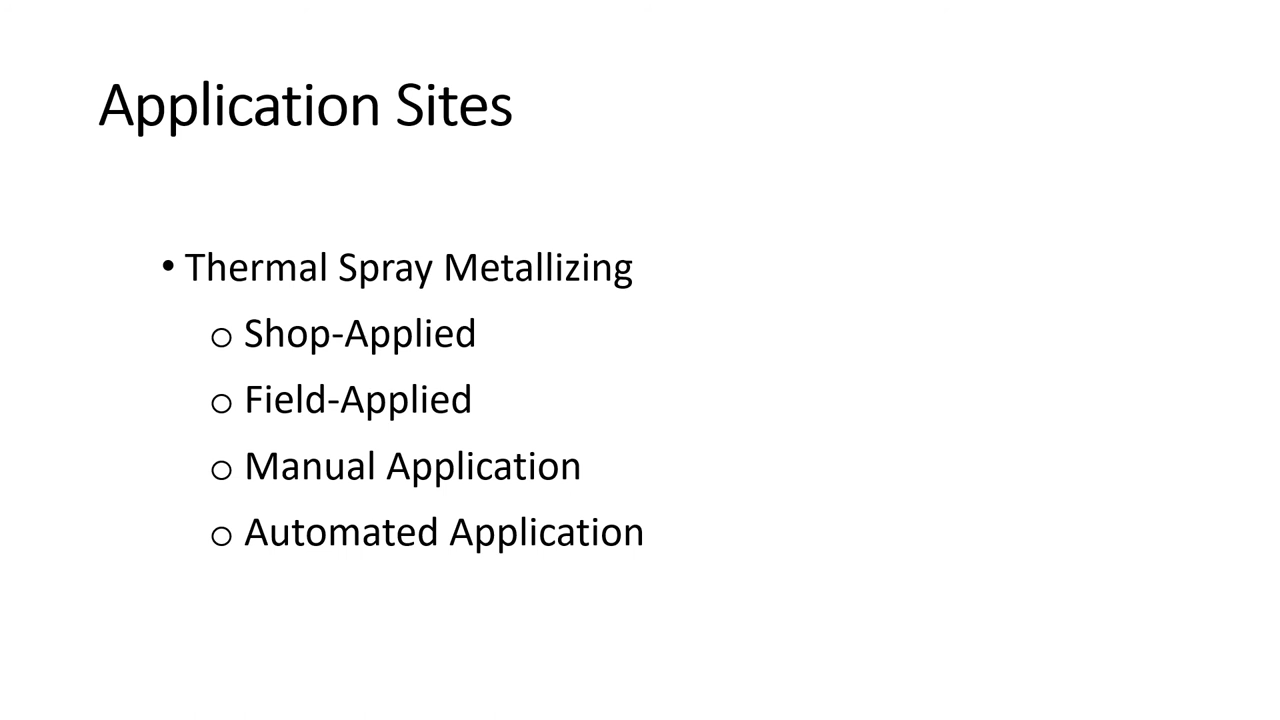 Application Sites
• Thermal Spray Metallizing
o Shop-Applied
o Field-Applied
o Manual Application
o Automated Application